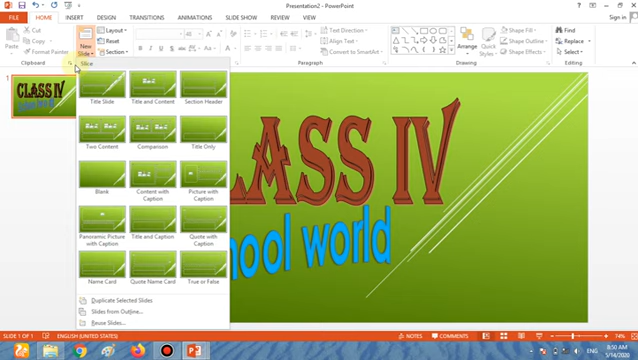 Presentation2 - PowerPoint
FILE HOME INSERT DESIGN TRANSITIONS ANIMATIONS SLIDE SHOW REVIEW VIEW
Sign in
Paste
Cut
Copy
Format Painter
Clipboard
New Slide
Layout
Reset
Section
Paragraph
Text Direction
Align Text
Convert to SmartArt
Arrange
Quick Styles
Shape Fill
Shape Outline
Shape Effects
Drawing
Find
Replace
Select
Editing
1
CLASS IV
Title Slide
Title and Content
Section Header
Two Content
Comparison
Title Only
Blank
Content with Caption
Picture with Caption
Panoramic Picture with Caption
Title and Caption
Quote with Caption
Name Card
Quote Name Card
True or False
Duplicate Selected Slides
Slides from Outline...
Reuse Slides...
LASS IV
ool world
SLIDE 1 OF 1
ENGLISH (UNITED STATES)
NOTES
COMMENTS
74%
ENG
8:50 AM
5/14/2020